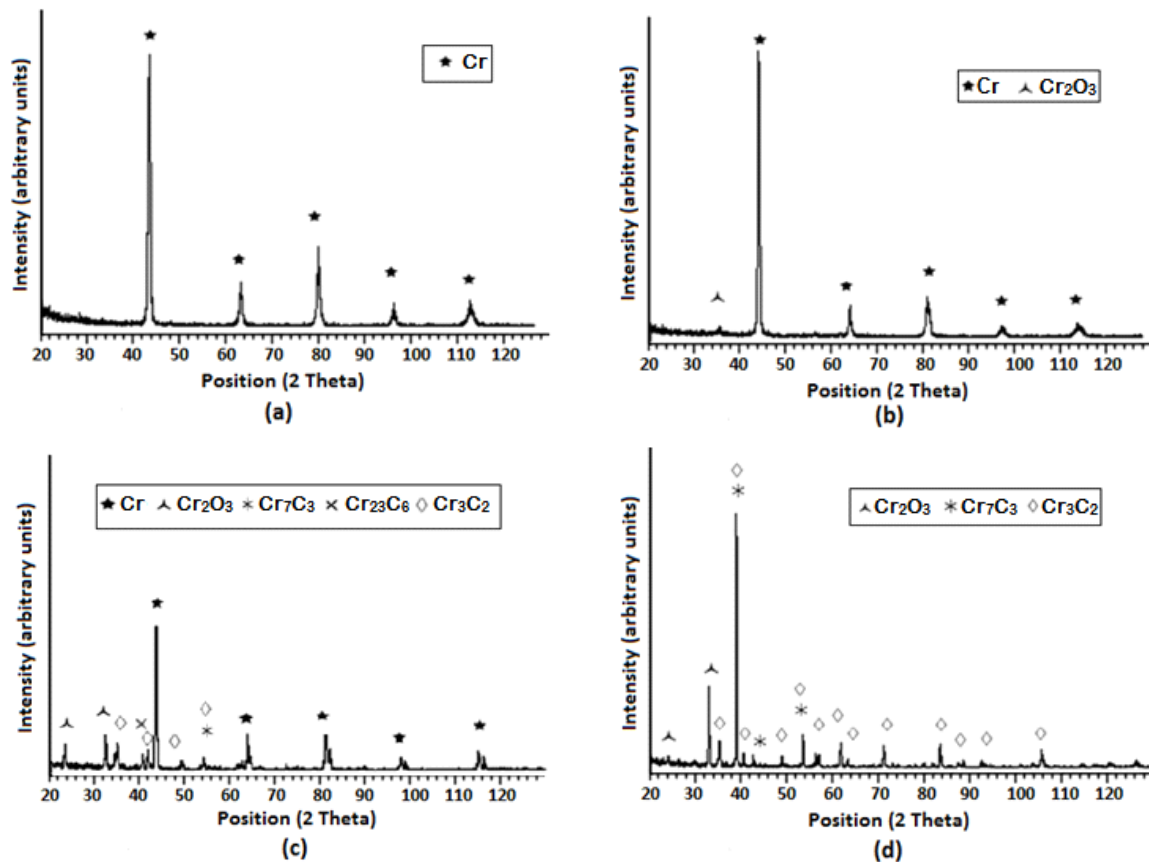 Intensity (arbitrary units)
★ Cr
20 30 40 50 60 70 80 90 100 110 120
Position (2 Theta)
(a)
Intensity (arbitrary units)
★ Cr ⅄ Cr₂O₃
20 30 40 50 60 70 80 90 100 110 120
Position (2 Theta)
(b)
Intensity (arbitrary units)
★ Cr ⅄ Cr₂O₃ ✳ Cr₇C₃ × Cr₂₃C₆ ◇ Cr₃C₂
20 30 40 50 60 70 80 90 100 110 120
Position (2 Theta)
(c)
Intensity (arbitrary units)
⅄ Cr₂O₃ ✳ Cr₇C₃ ◇ Cr₃C₂
20 30 40 50 60 70 80 90 100 110 120
Position (2 Theta)
(d)